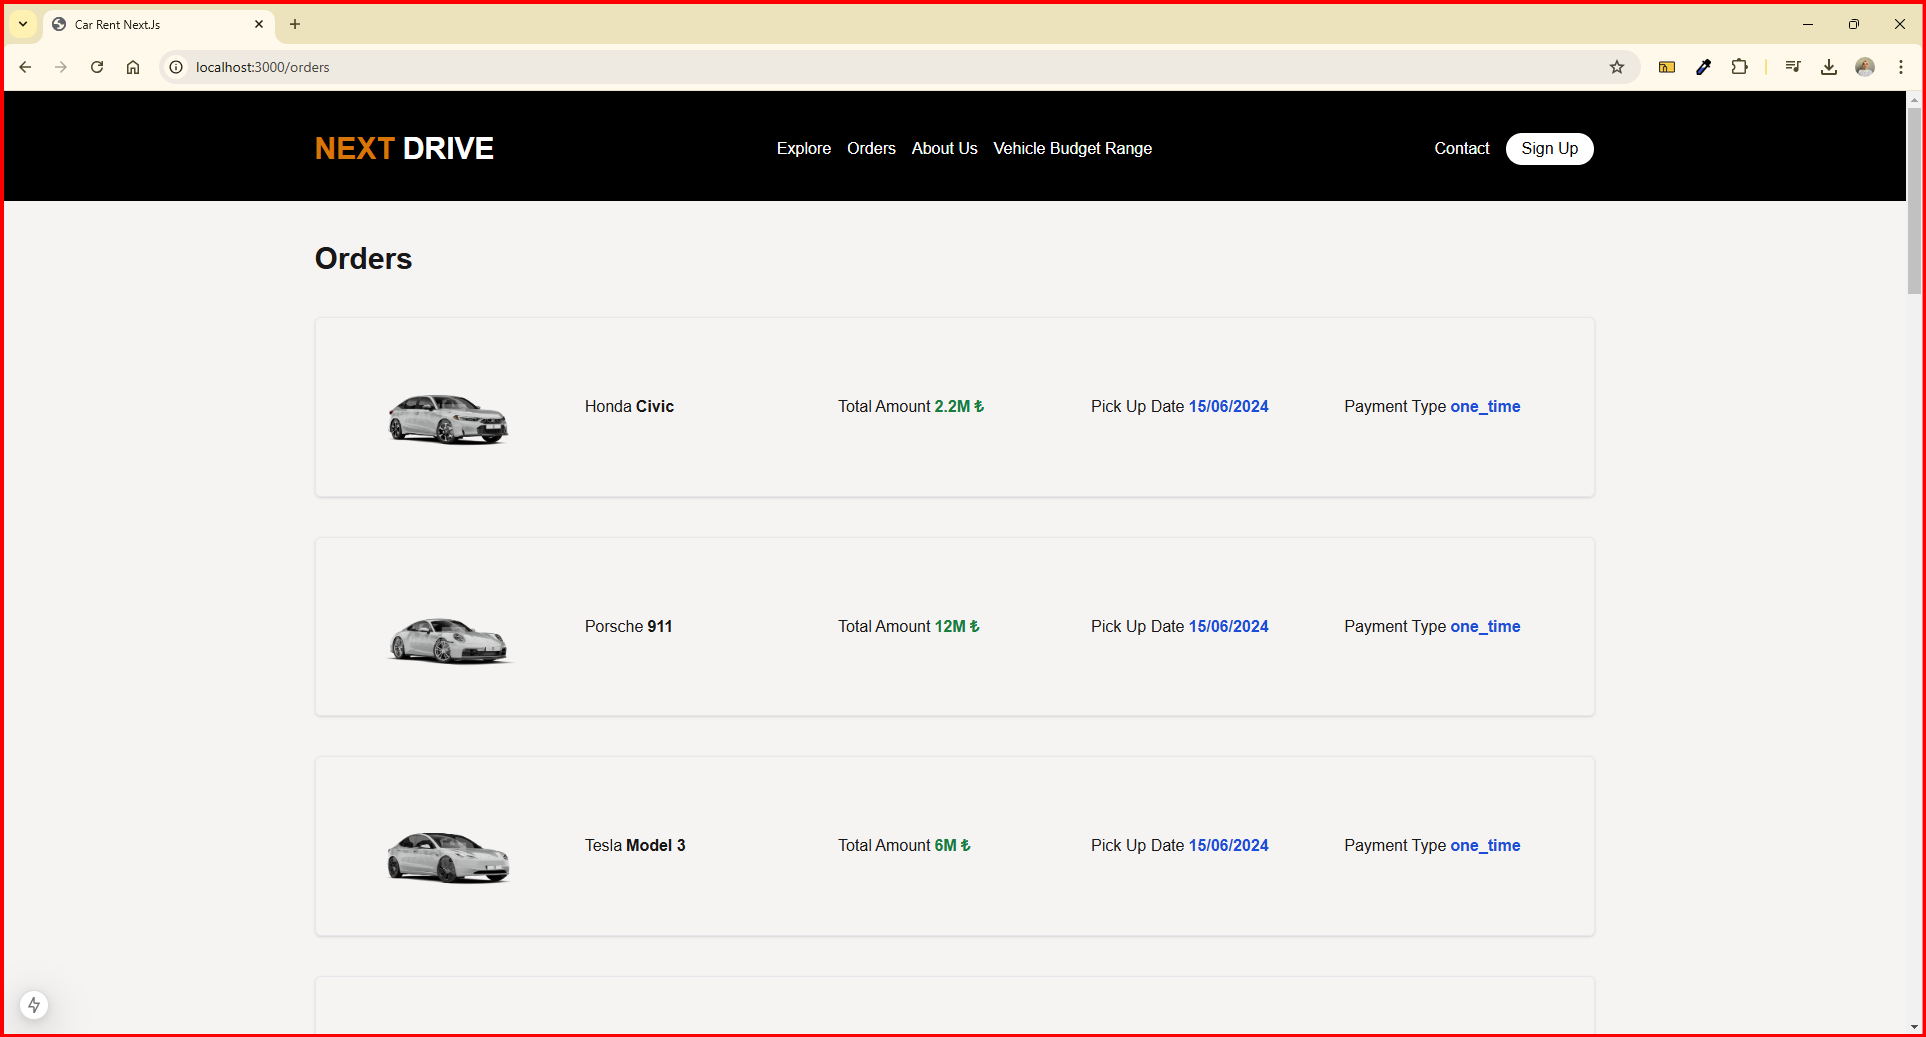 Car Rent Next.Js
localhost:3000/orders
NEXT DRIVE
Explore Orders About Us Vehicle Budget Range
Contact Sign Up
Orders
Honda Civic Total Amount 2.2M ₺ Pick Up Date 15/06/2024 Payment Type one_time
Porsche 911 Total Amount 12M ₺ Pick Up Date 15/06/2024 Payment Type one_time
Tesla Model 3 Total Amount 6M ₺ Pick Up Date 15/06/2024 Payment Type one_time